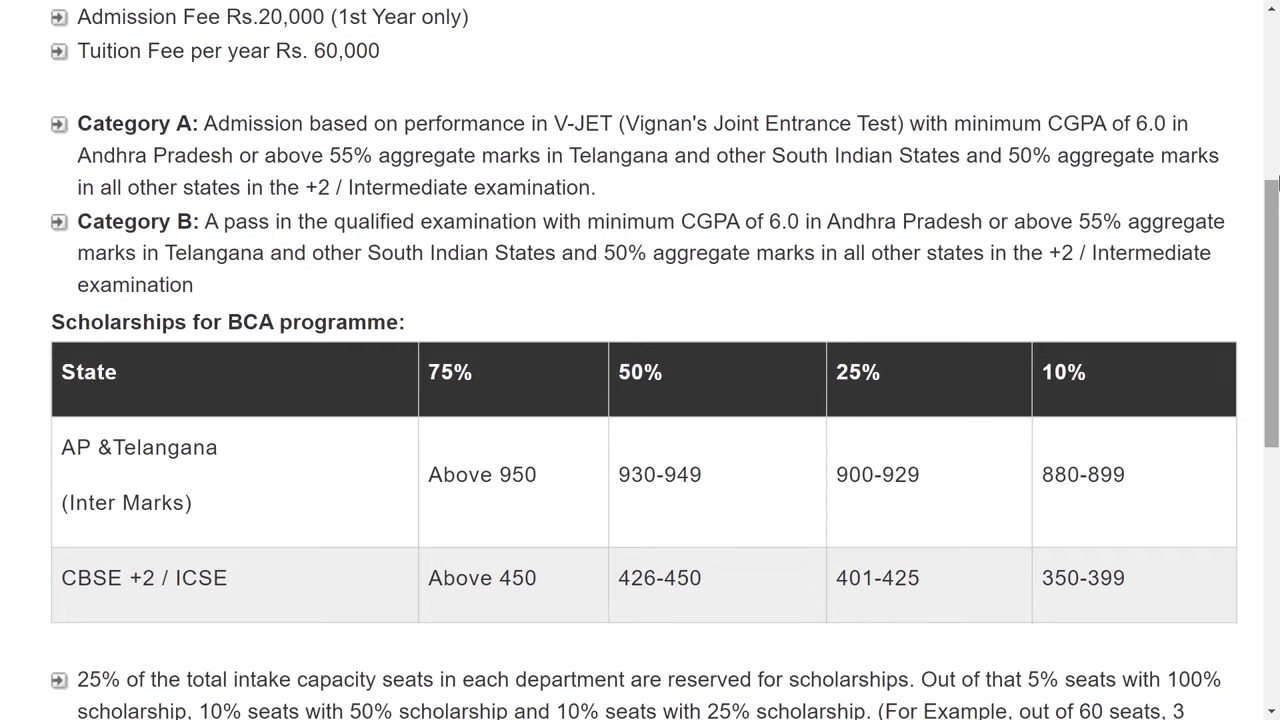 Admission Fee Rs.20,000 (1st Year only)
Tuition Fee per year Rs. 60,000
Category A: Admission based on performance in V-JET (Vignan's Joint Entrance Test) with minimum CGPA of 6.0 in
Andhra Pradesh or above 55% aggregate marks in Telangana and other South Indian States and 50% aggregate marks
in all other states in the +2 / Intermediate examination.
Category B: A pass in the qualified examination with minimum CGPA of 6.0 in Andhra Pradesh or above 55% aggregate
marks in Telangana and other South Indian States and 50% aggregate marks in all other states in the +2 / Intermediate
examination
Scholarships for BCA programme:
State 75% 50% 25% 10%
AP &Telangana
(Inter Marks) Above 950 930-949 900-929 880-899
CBSE +2 / ICSE Above 450 426-450 401-425 350-399
25% of the total intake capacity seats in each department are reserved for scholarships. Out of that 5% seats with 100%
scholarship, 10% seats with 50% scholarship and 10% seats with 25% scholarship. (For Example, out of 60 seats, 3